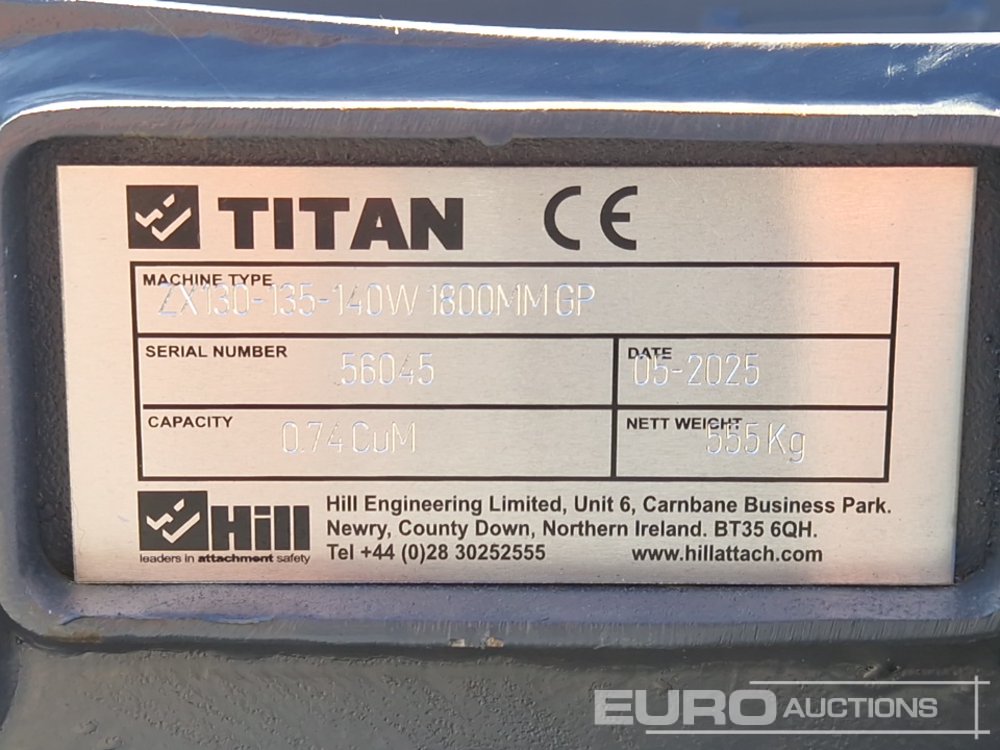 TITAN CE
MACHINE TYPE
ZX130-135-140W 1800MM GP
SERIAL NUMBER
56045
DATE
05-2025
CAPACITY
0.74 CuM
NETT WEIGHT
555Kg
Hill
leaders in attachment safety
Hill Engineering Limited, Unit 6, Carnbane Business Park.
Newry, County Down, Northern Ireland. BT35 6QH.
Tel +44 (0)28 30252555 www.hillattach.com
EURO AUCTIONS